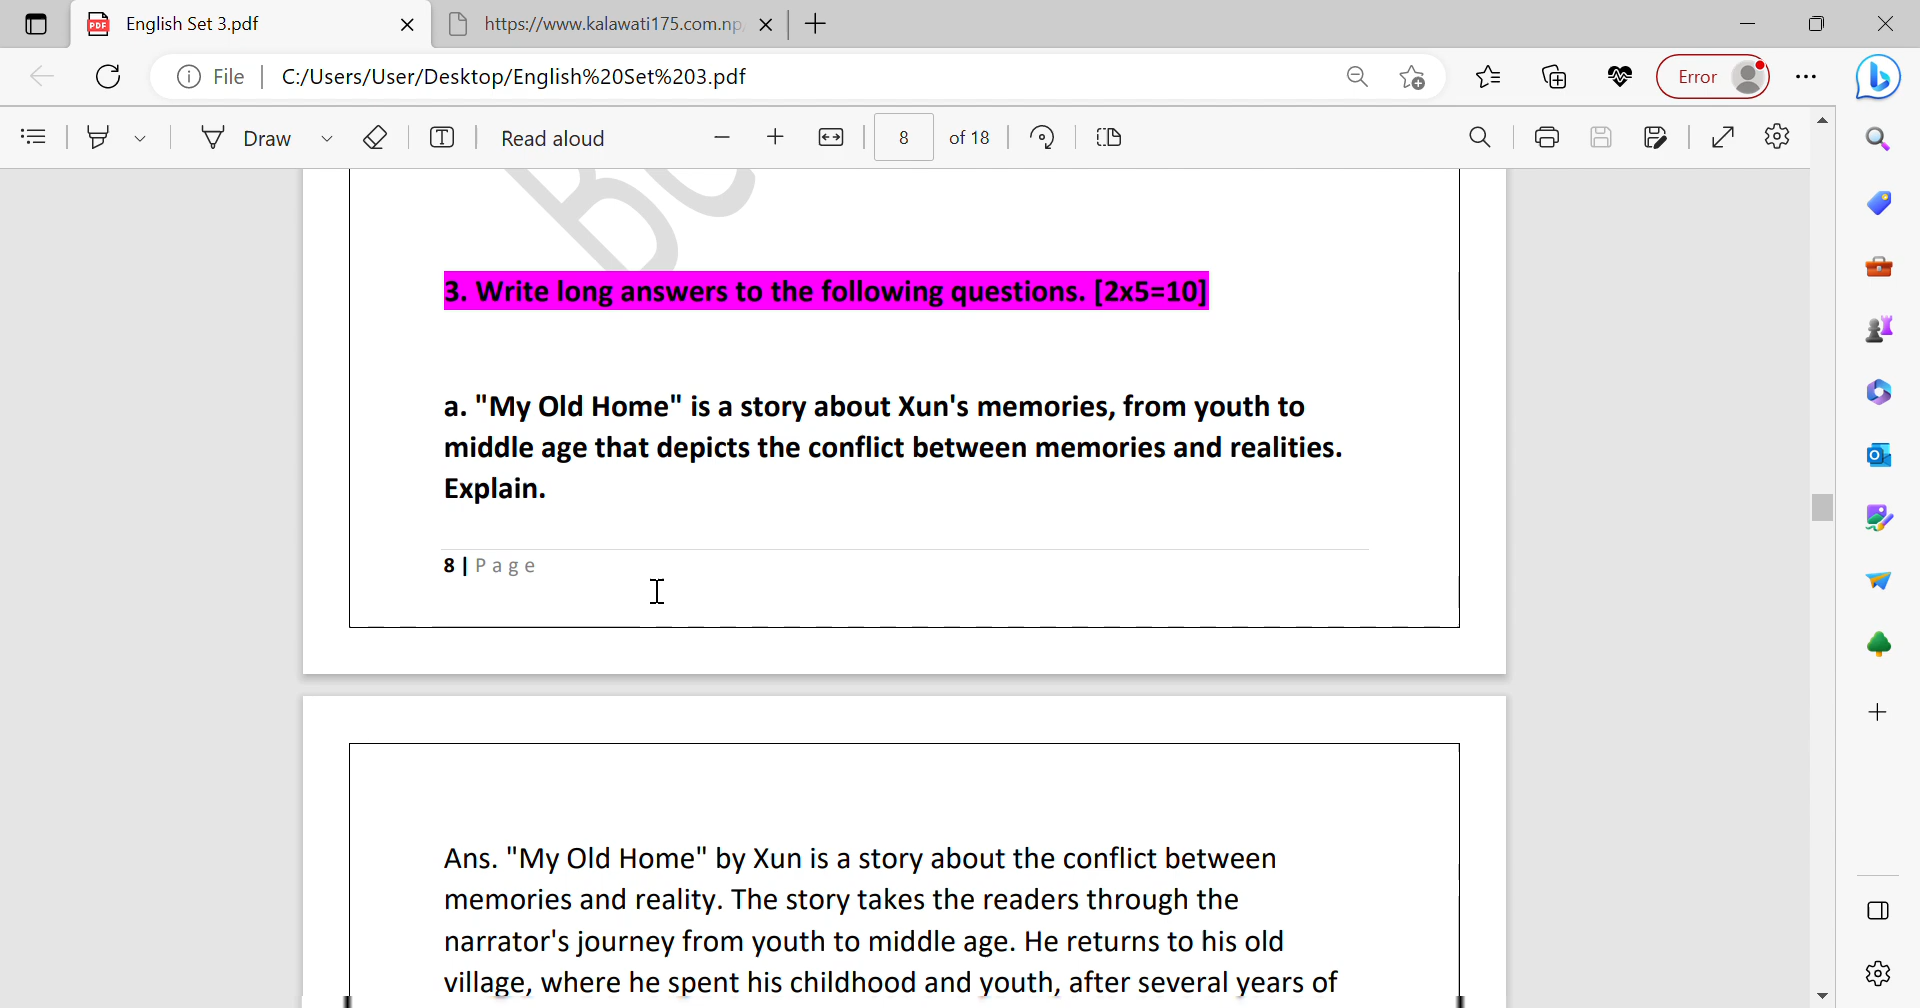 English Set 3.pdf
https://www.kalawati175.com.np/
File
C:/Users/User/Desktop/English%20Set%203.pdf
Error
Draw
Read aloud
8
of 18
3. Write long answers to the following questions. [2x5=10]
a. "My Old Home" is a story about Xun's memories, from youth to
middle age that depicts the conflict between memories and realities.
Explain.
8 | Page
Ans. "My Old Home" by Xun is a story about the conflict between
memories and reality. The story takes the readers through the
narrator's journey from youth to middle age. He returns to his old
village, where he spent his childhood and youth, after several years of